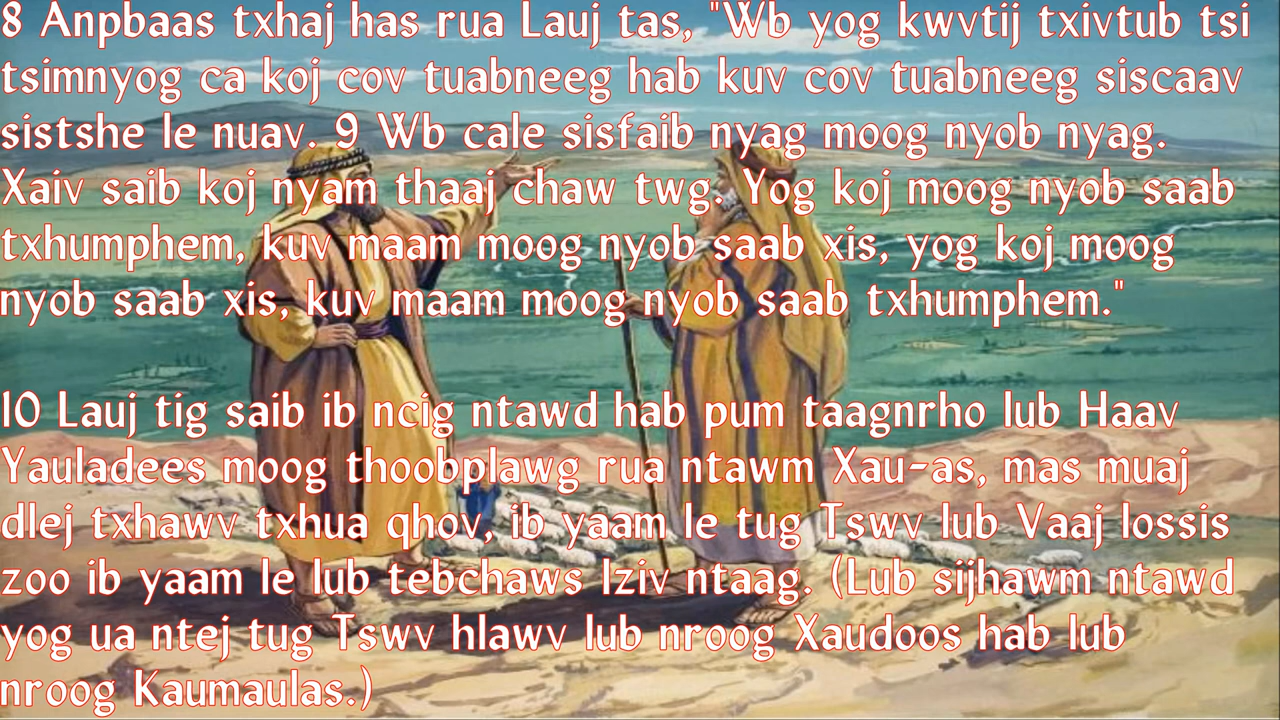 8 Anpbaas txhaj has rua Lauj tas, "Wb yog kwvtij txivtub tsi
tsimnyog ca koj cov tuabneeg hab kuv cov tuabneeg siscaav
sistshe le nuav. 9 Wb cale sisfaib nyag moog nyob nyag.
Xaiv saib koj nyam thaaj chaw twg. Yog koj moog nyob saab
txhumphem, kuv maam moog nyob saab xis, yog koj moog
nyob saab xis, kuv maam moog nyob saab txhumphem."
10 Lauj tig saib ib ncig ntawd hab pum taagnrho lub Haav
Yauladees moog thoobplawg rua ntawm Xau-as, mas muaj
dlej txhawv txhua qhov, ib yaam le tug Tswv lub Vaaj lossis
zoo ib yaam le lub tebchaws Iziv ntaag. (Lub sijhawm ntawd
yog ua ntej tug Tswv hlawv lub nroog Xaudoos hab lub
nroog Kaumaulas.)